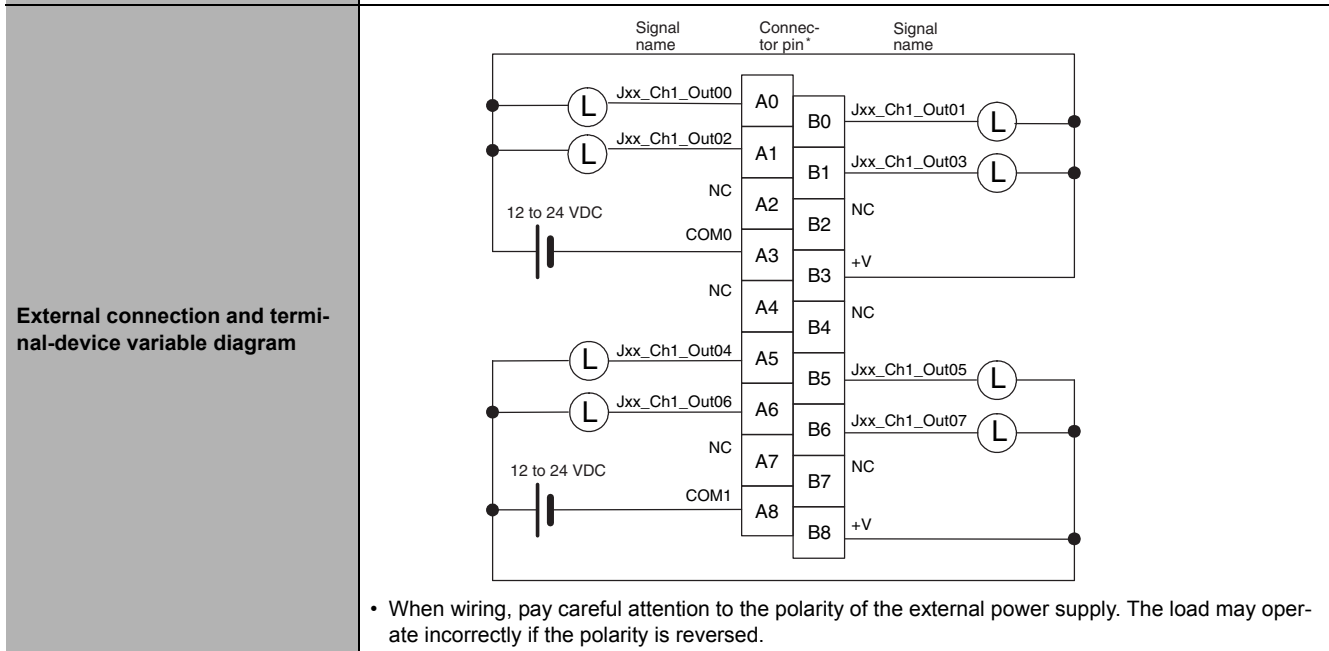 Signal
name
Connec-
tor pin*
Signal
name
External connection and termi-
nal-device variable diagram
Jxx_Ch1_Out00
A0
L
B0
Jxx_Ch1_Out01
L
Jxx_Ch1_Out02
A1
L
B1
Jxx_Ch1_Out03
L
NC
A2
B2
NC
12 to 24 VDC
COM0
A3
B3
+V
NC
A4
B4
NC
L
Jxx_Ch1_Out04
A5
B5
Jxx_Ch1_Out05
L
L
Jxx_Ch1_Out06
A6
B6
Jxx_Ch1_Out07
L
NC
A7
B7
NC
12 to 24 VDC
COM1
A8
B8
+V
• When wiring, pay careful attention to the polarity of the external power supply. The load may oper-
ate incorrectly if the polarity is reversed.